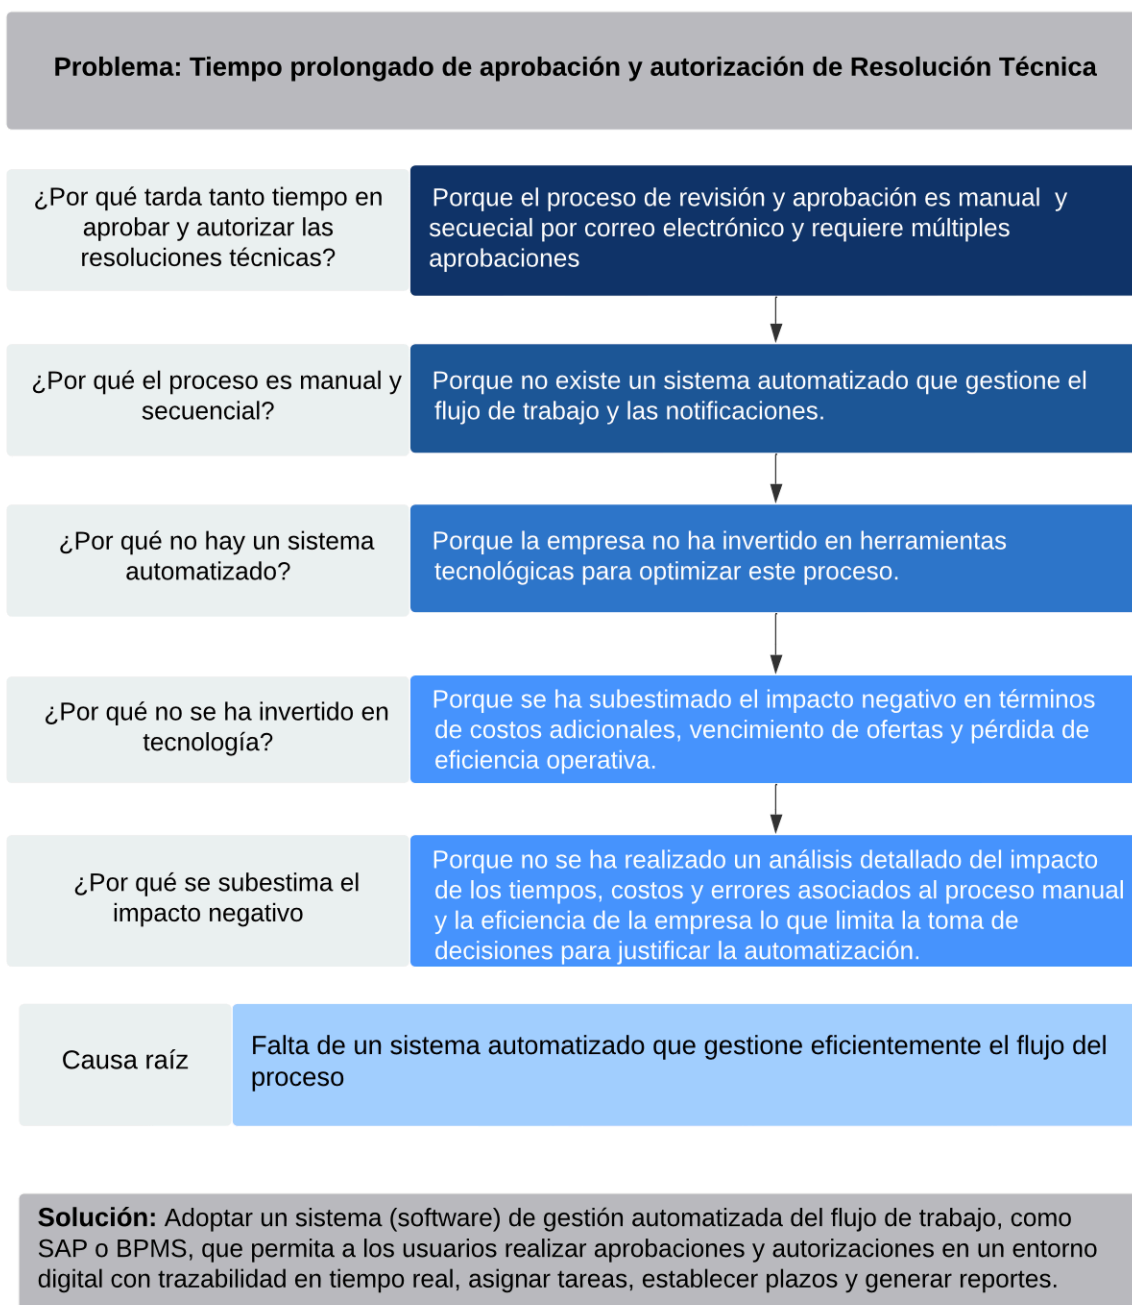 Problema: Tiempo prolongado de aprobación y autorización de Resolución Técnica
¿Por qué tarda tanto tiempo en
aprobar y autorizar las
resoluciones técnicas?
Porque el proceso de revisión y aprobación es manual y
secuecial por correo electrónico y requiere múltiples
aprobaciones
¿Por qué el proceso es manual y
secuencial?
Porque no existe un sistema automatizado que gestione el
flujo de trabajo y las notificaciones.
¿Por qué no hay un sistema
automatizado?
Porque la empresa no ha invertido en herramientas
tecnológicas para optimizar este proceso.
¿Por qué no se ha invertido en
tecnología?
Porque se ha subestimado el impacto negativo en términos
de costos adicionales, vencimiento de ofertas y pérdida de
eficiencia operativa.
¿Por qué se subestima el
impacto negativo
Porque no se ha realizado un análisis detallado del impacto
de los tiempos, costos y errores asociados al proceso manual
y la eficiencia de la empresa lo que limita la toma de
decisiones para justificar la automatización.
Causa raíz
Falta de un sistema automatizado que gestione eficientemente el flujo del
proceso
Solución: Adoptar un sistema (software) de gestión automatizada del flujo de trabajo, como
SAP o BPMS, que permita a los usuarios realizar aprobaciones y autorizaciones en un entorno
digital con trazabilidad en tiempo real, asignar tareas, establecer plazos y generar reportes.